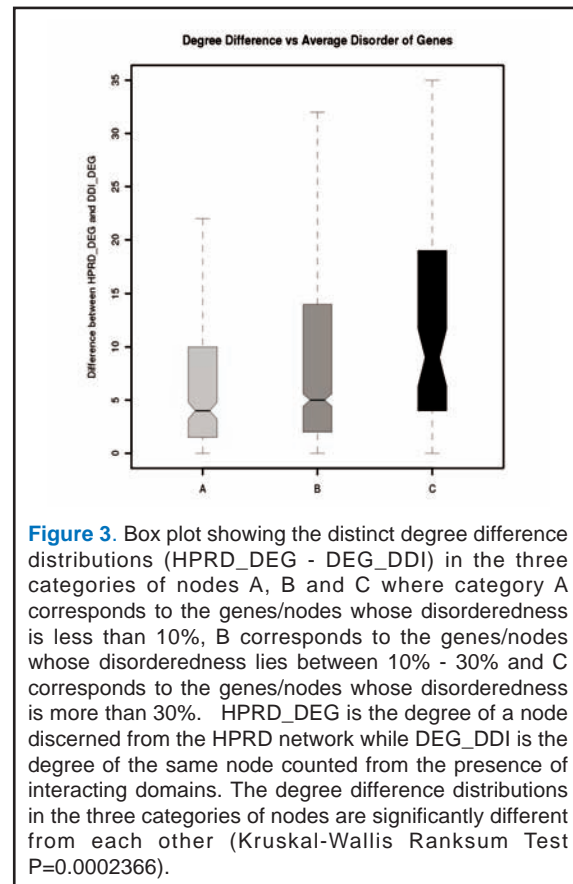 Degree Difference vs Average Disorder of Genes
Difference between HPRD_DEG and DDI_DEG
35
30
25
20
15
10
5
0
A B C
Figure 3. Box plot showing the distinct degree difference
distributions (HPRD_DEG - DEG_DDI) in the three
categories of nodes A, B and C where category A
corresponds to the genes/nodes whose disorderedness
is less than 10%, B corresponds to the genes/nodes
whose disorderedness lies between 10% - 30% and C
corresponds to the genes/nodes whose disorderedness
is more than 30%. HPRD_DEG is the degree of a node
discerned from the HPRD network while DEG_DDI is the
degree of the same node counted from the presence of
interacting domains. The degree difference distributions
in the three categories of nodes are significantly different
from each other (Kruskal-Wallis Ranksum Test
P=0.0002366).